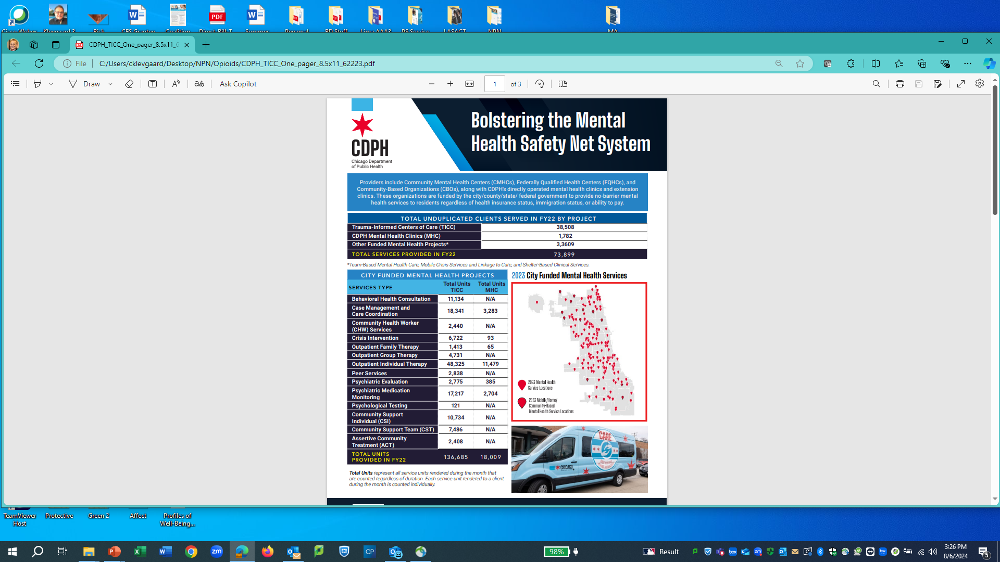 Cisco Webex Klevgaard 3 Risk CFS Grantee Coalition Direct-Bill-T... Summer Personal BD Stuff Lima AAA3 PS Service LASACT NPN MA
CDPH_TICC_One_pager_8.5x11_6
File C:/Users/cklevgaard/Desktop/NPN/Opioids/CDPH_TICC_One_pager_8.5x11_62223.pdf
Draw T aあ Ask Copilot 1 of 3
CDPH
Chicago Department
of Public Health
Bolstering the Mental
Health Safety Net System
Providers include Community Mental Health Centers (CMHCs), Federally Qualified Health Centers (FQHCs), and
Community-Based Organizations (CBOs), along with CDPH's directly operated mental health clinics and extension
clinics. These organizations are funded by the city/county/state/ federal government to provide no-barrier mental
health services to residents regardless of health insurance status, immigration status, or ability to pay.
TOTAL UNDUPLICATED CLIENTS SERVED IN FY22 BY PROJECT
Trauma-Informed Centers of Care (TICC) 38,508
CDPH Mental Health Clinics (MHC) 1,782
Other Funded Mental Health Projects* 3,3609
TOTAL SERVICES PROVIDED IN FY22 73,899
*Team-Based Mental Health Care, Mobile Crisis Services and Linkage to Care, and Shelter-Based Clinical Services.
CITY FUNDED MENTAL HEALTH PROJECTS
SERVICES TYPE Total Units TICC Total Units MHC
Behavioral Health Consultation 11,134 N/A
Case Management and
Care Coordination 18,341 3,283
Community Health Worker
(CHW) Services 2,440 N/A
Crisis Intervention 6,722 93
Outpatient Family Therapy 1,413 65
Outpatient Group Therapy 4,731 N/A
Outpatient Individual Therapy 48,325 11,479
Peer Services 2,838 N/A
Psychiatric Evaluation 2,775 385
Psychiatric Medication
Monitoring 17,217 2,704
Psychological Testing 121 N/A
Community Support
Individual (CSI) 10,734 N/A
Community Support Team (CST) 7,486 N/A
Assertive Community
Treatment (ACT) 2,408 N/A
TOTAL UNITS
PROVIDED IN FY22 136,685 18,009
Total Units represent all service units rendered during the month that
are counted regardless of duration. Each service unit rendered to a client
during the month is counted individually.
2023 City Funded Mental Health Services
2023 Mental Health
Service Locations
2023 Mobile/Home/
Community-Based
Mental Health Service Locations
CARE
CHICAGO
TeamViewer
Host
Protective
Green 2
Affect
Profiles of
Well-Being...
98%
Result
3:26 PM
8/6/2024
5